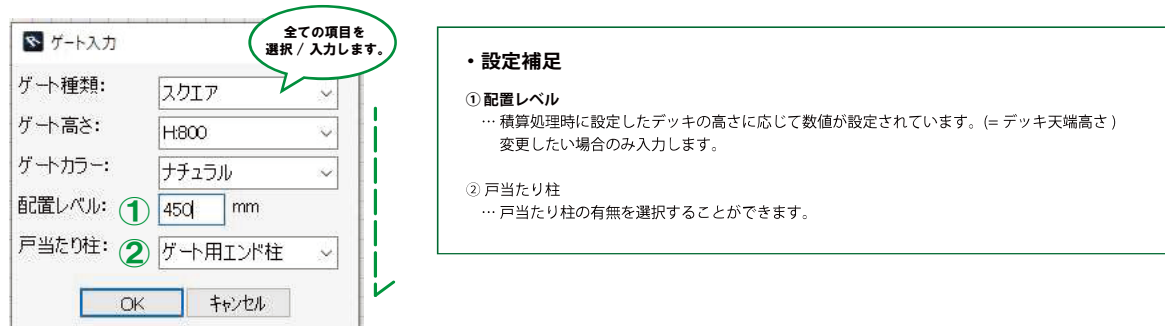 ゲート入力
全ての項目を
選択 / 入力します。
ゲート種類:
スクエア
ゲート高さ:
H:800
ゲートカラー:
ナチュラル
配置レベル:
①
450
mm
戸当たり柱:
②
ゲート用エンド柱
OK
キャンセル
・設定補足
① 配置レベル
… 積算処理時に設定したデッキの高さに応じて数値が設定されています。(= デッキ天端高さ )
変更したい場合のみ入力します。
② 戸当たり柱
… 戸当たり柱の有無を選択することができます。